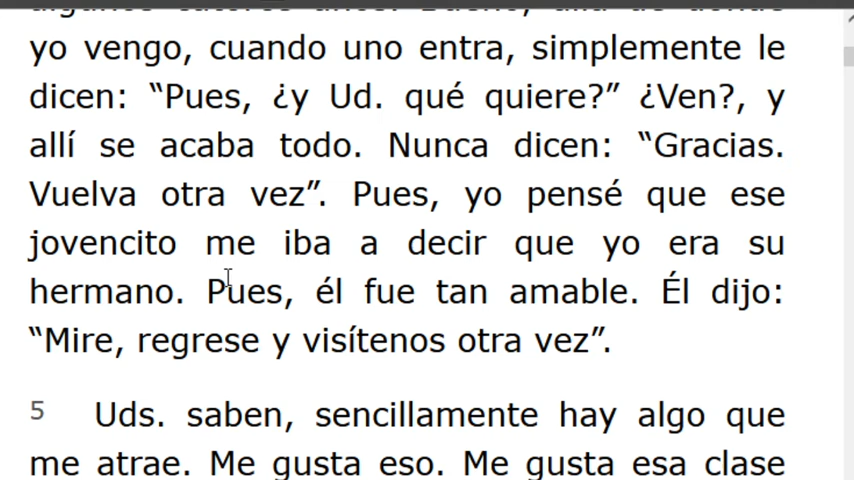 yo vengo, cuando uno entra, simplemente le
dicen: “Pues, ¿y Ud. qué quiere?” ¿Ven?, y
allí se acaba todo. Nunca dicen: “Gracias.
Vuelva otra vez”. Pues, yo pensé que ese
jovencito me iba a decir que yo era su
hermano. Pues, él fue tan amable. Él dijo:
“Mire, regrese y visítenos otra vez”.
5 Uds. saben, sencillamente hay algo que
me atrae. Me gusta eso. Me gusta esa clase